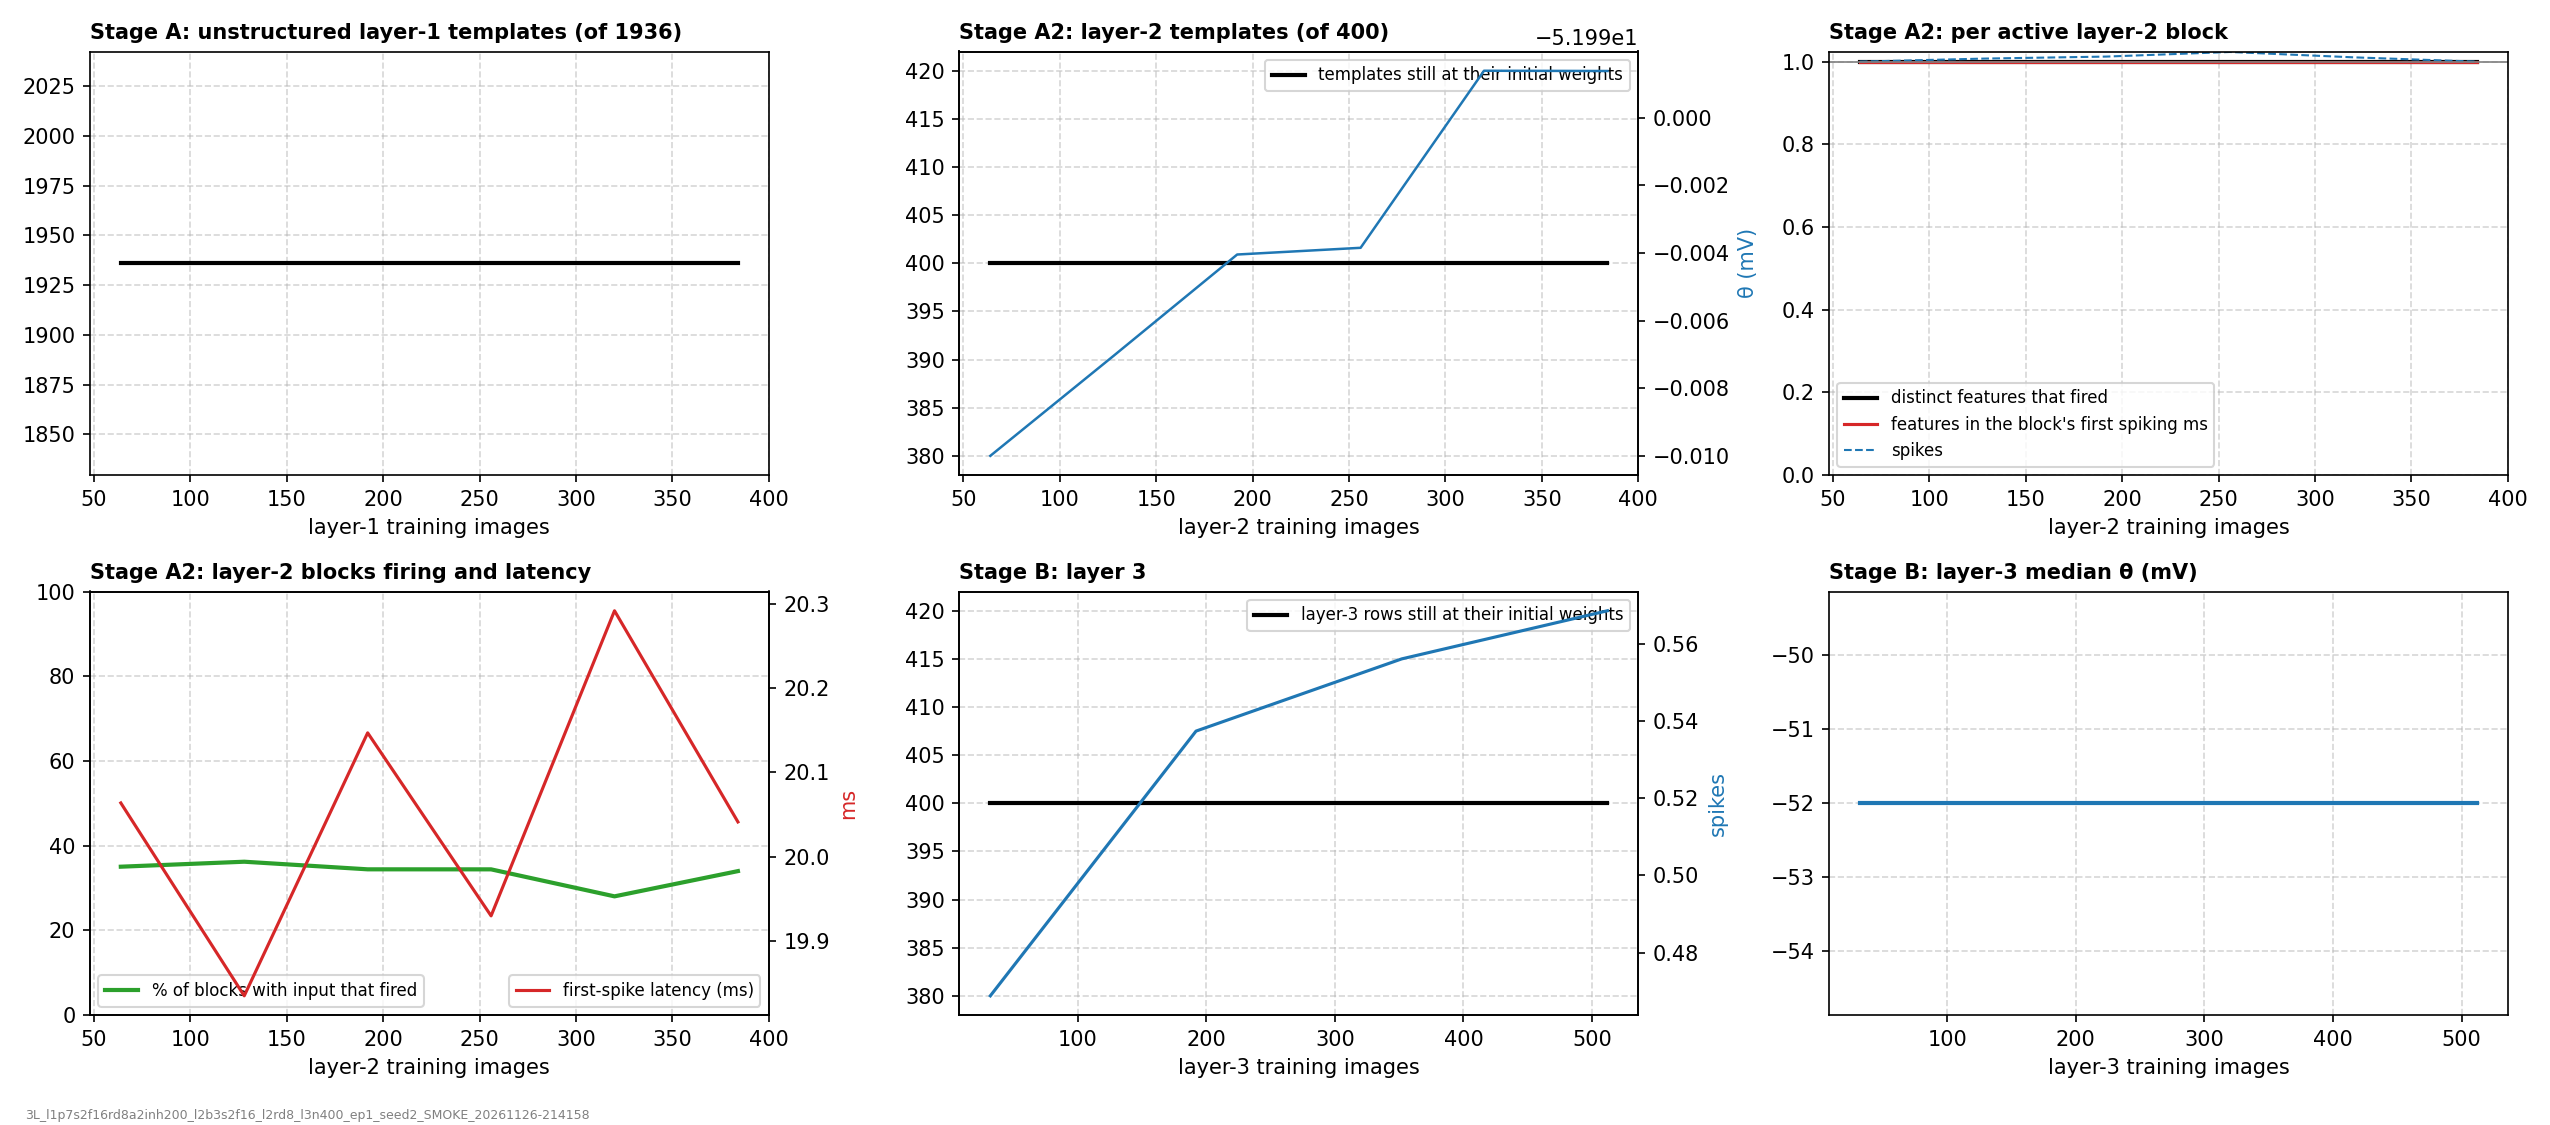 Stage A: unstructured layer-1 templates (of 1936)
2025
2000
1975
1950
1925
1900
1875
1850
50 100 150 200 250 300 350 400
layer-1 training images
Stage A2: layer-2 templates (of 400)
−5.199e1
templates still at their initial weights
420
415
410
405
400
395
390
385
380
0.000
−0.002
−0.004
−0.006
−0.008
−0.010
θ (mV)
50 100 150 200 250 300 350 400
layer-2 training images
Stage A2: per active layer-2 block
1.0
0.8
0.6
0.4
0.2
0.0
distinct features that fired
features in the block's first spiking ms
spikes
50 100 150 200 250 300 350 400
layer-2 training images
Stage A2: layer-2 blocks firing and latency
100
80
60
40
20
0
20.3
20.2
20.1
20.0
19.9
ms
% of blocks with input that fired
first-spike latency (ms)
50 100 150 200 250 300 350 400
layer-2 training images
Stage B: layer 3
layer-3 rows still at their initial weights
420
415
410
405
400
395
390
385
380
0.56
0.54
0.52
0.50
0.48
spikes
100 200 300 400 500
layer-3 training images
Stage B: layer-3 median θ (mV)
−50
−51
−52
−53
−54
100 200 300 400 500
layer-3 training images
3L_l1p7s2f16rd8a2inh200_l2b3s2f16_l2rd8_l3n400_ep1_seed2_SMOKE_20261126-214158